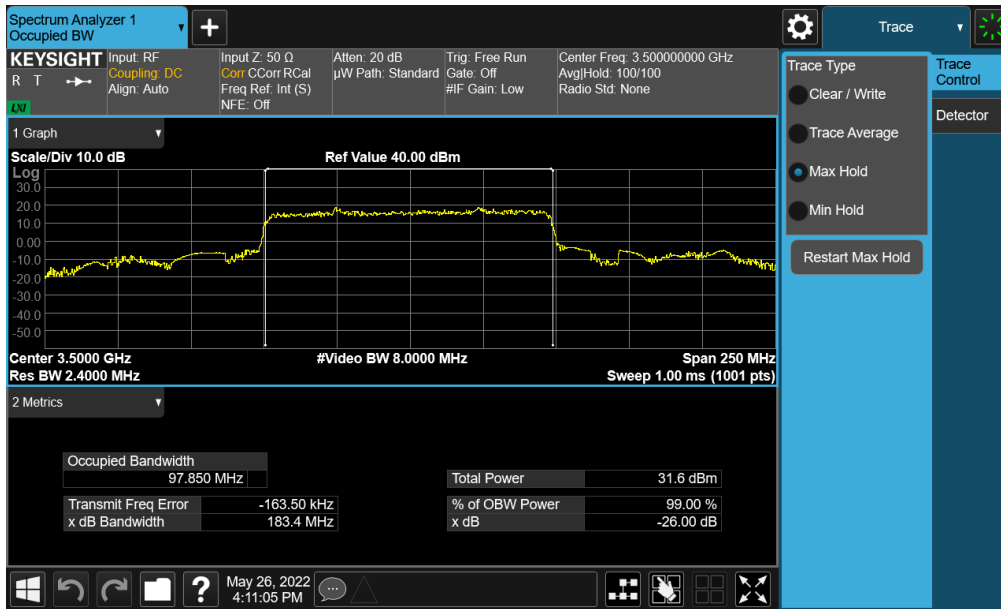 Spectrum Analyzer 1
Occupied BW
+
Trace
KEYSIGHT
R T
LXI
Input: RF
Coupling: DC
Align: Auto
Input Z: 50 Ω
Corr CCorr RCal
Freq Ref: Int (S)
NFE: Off
Atten: 20 dB
µW Path: Standard
Trig: Free Run
Gate: Off
#IF Gain: Low
Center Freq: 3.500000000 GHz
Avg|Hold: 100/100
Radio Std: None
Trace Type
Clear / Write
Trace Average
Max Hold
Min Hold
Restart Max Hold
Trace
Control
Detector
1 Graph
Scale/Div 10.0 dB
Ref Value 40.00 dBm
Log
30.0
20.0
10.0
0.00
-10.0
-20.0
-30.0
-40.0
-50.0
Center 3.5000 GHz
#Video BW 8.0000 MHz
Span 250 MHz
Res BW 2.4000 MHz
Sweep 1.00 ms (1001 pts)
2 Metrics
Occupied Bandwidth
97.850 MHz
Total Power 31.6 dBm
Transmit Freq Error -163.50 kHz
% of OBW Power 99.00 %
x dB Bandwidth 183.4 MHz
x dB -26.00 dB
?
May 26, 2022
4:11:05 PM